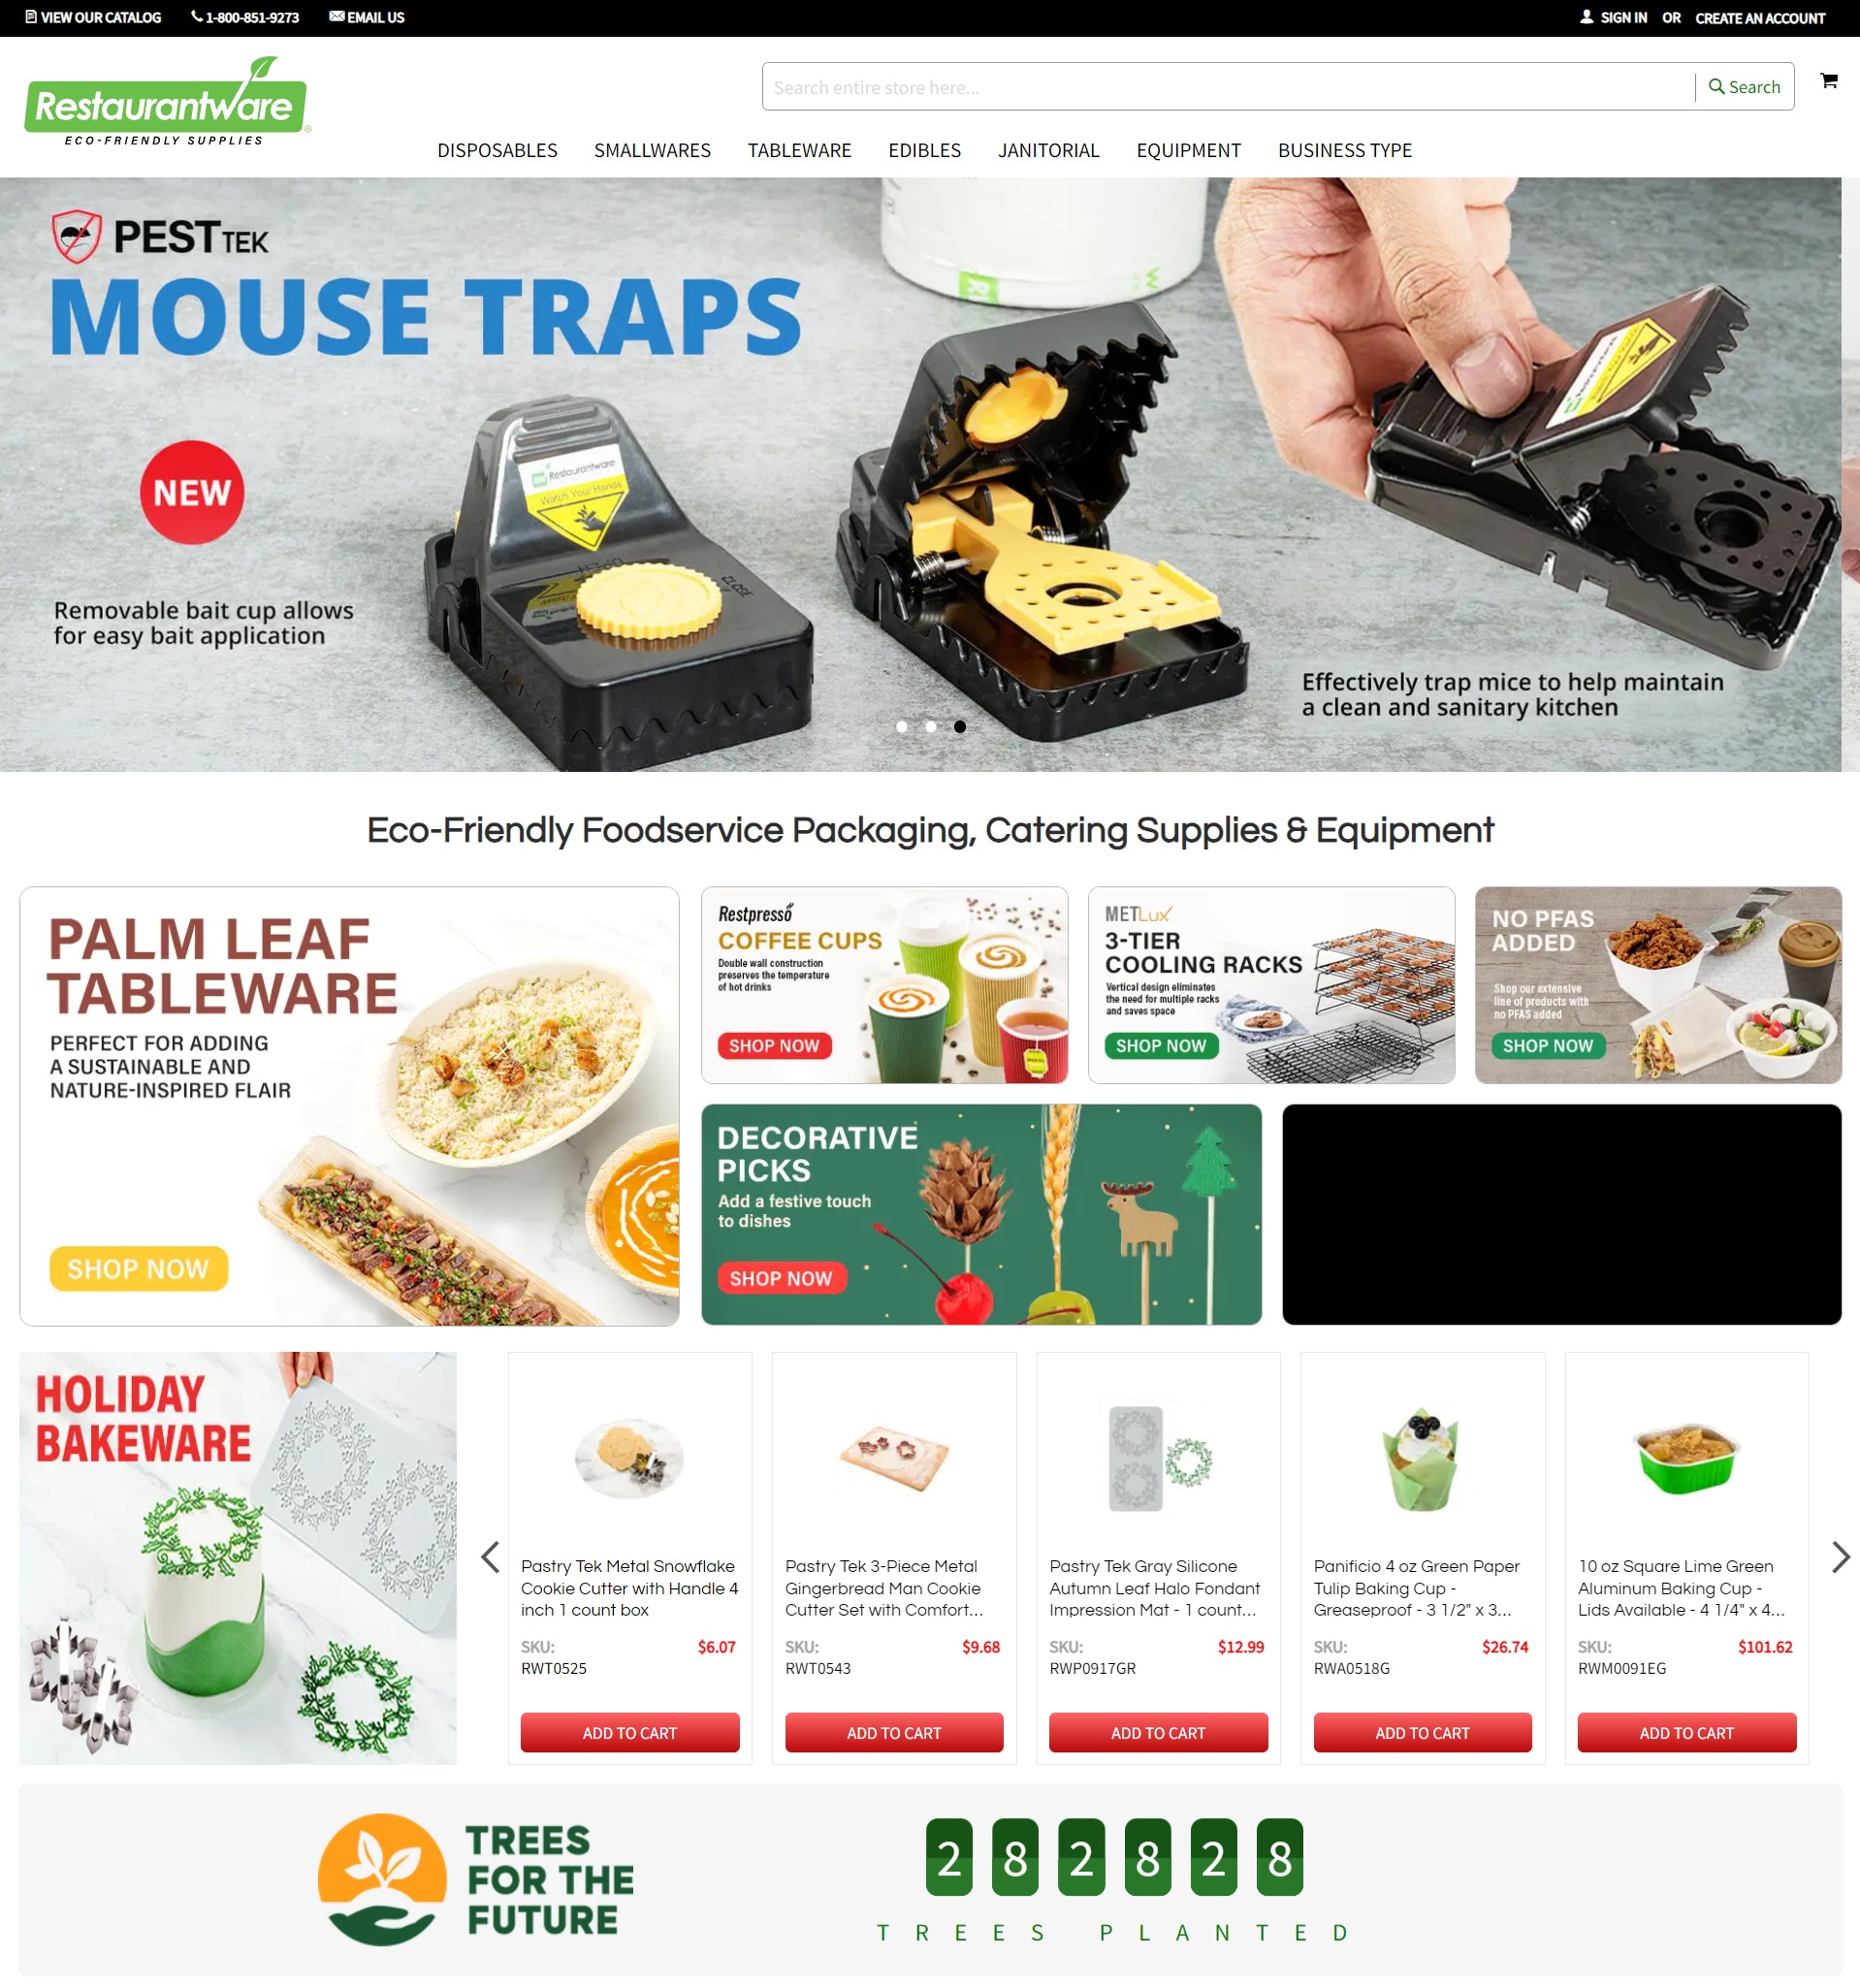 VIEW OUR CATALOG
1-800-851-9273
EMAIL US
SIGN IN OR CREATE AN ACCOUNT
Restaurantware
ECO-FRIENDLY SUPPLIES
Search entire store here...
Search
DISPOSABLES
SMALLWARES
TABLEWARE
EDIBLES
JANITORIAL
EQUIPMENT
BUSINESS TYPE
PEST TEK
MOUSE TRAPS
NEW
Removable bait cup allows
for easy bait application
Restaurantware
Watch Your Hands
CLOSE
Effectively trap mice to help maintain
a clean and sanitary kitchen
Eco-Friendly Foodservice Packaging, Catering Supplies & Equipment
PALM LEAF
TABLEWARE
PERFECT FOR ADDING
A SUSTAINABLE AND
NATURE-INSPIRED FLAIR
SHOP NOW
Restpresso
COFFEE CUPS
Double wall construction
preserves the temperature
of hot drinks
SHOP NOW
METLux
3-TIER
COOLING RACKS
Vertical design eliminates
the need for multiple racks
and saves space
SHOP NOW
NO PFAS
ADDED
Shop our extensive
line of products with
no PFAS added
SHOP NOW
DECORATIVE
PICKS
Add a festive touch
to dishes
SHOP NOW
HOLIDAY
BAKEWARE
Pastry Tek Metal Snowflake
Cookie Cutter with Handle 4
inch 1 count box
SKU:
$6.07
RWT0525
ADD TO CART
Pastry Tek 3-Piece Metal
Gingerbread Man Cookie
Cutter Set with Comfort...
SKU:
$9.68
RWT0543
ADD TO CART
Pastry Tek Gray Silicone
Autumn Leaf Halo Fondant
Impression Mat - 1 count...
SKU:
$12.99
RWP0917GR
ADD TO CART
Panificio 4 oz Green Paper
Tulip Baking Cup -
Greaseproof - 3 1/2" x 3...
SKU:
$26.74
RWA0518G
ADD TO CART
10 oz Square Lime Green
Aluminum Baking Cup -
Lids Available - 4 1/4" x 4...
SKU:
$101.62
RWM0091EG
ADD TO CART
TREES
FOR THE
FUTURE
2 8 2 8 2 8
TREES PLANTED